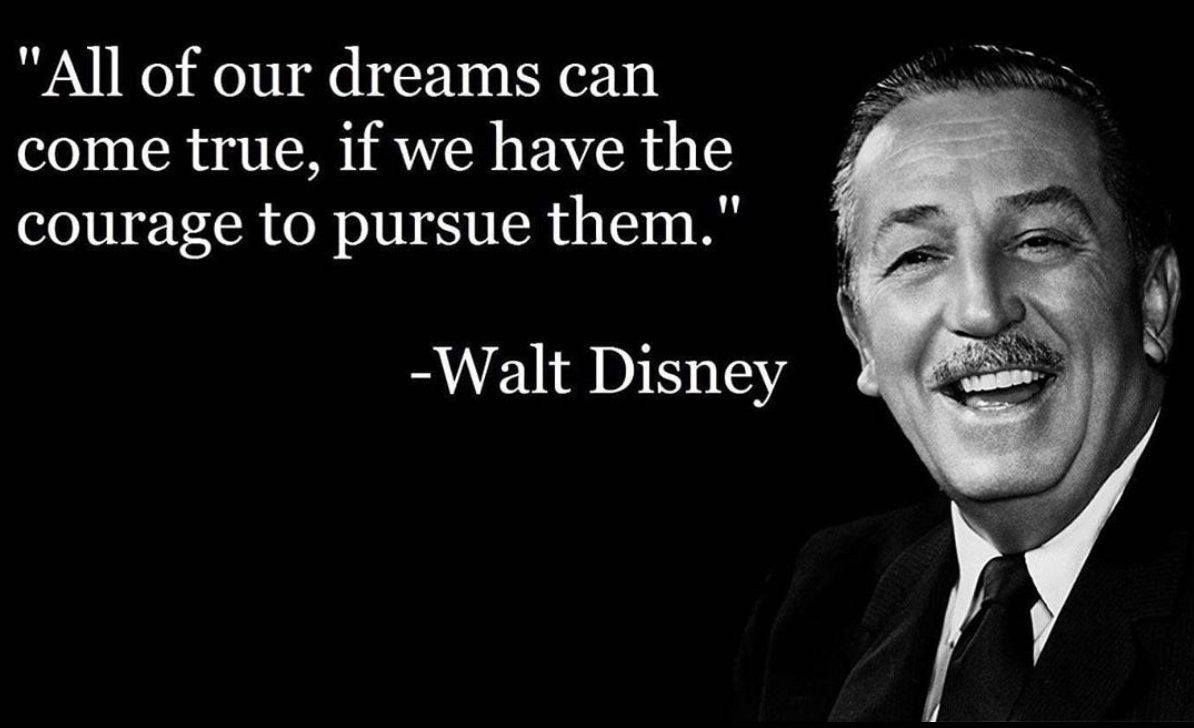 "All of our dreams can
come true, if we have the
courage to pursue them."
-Walt Disney